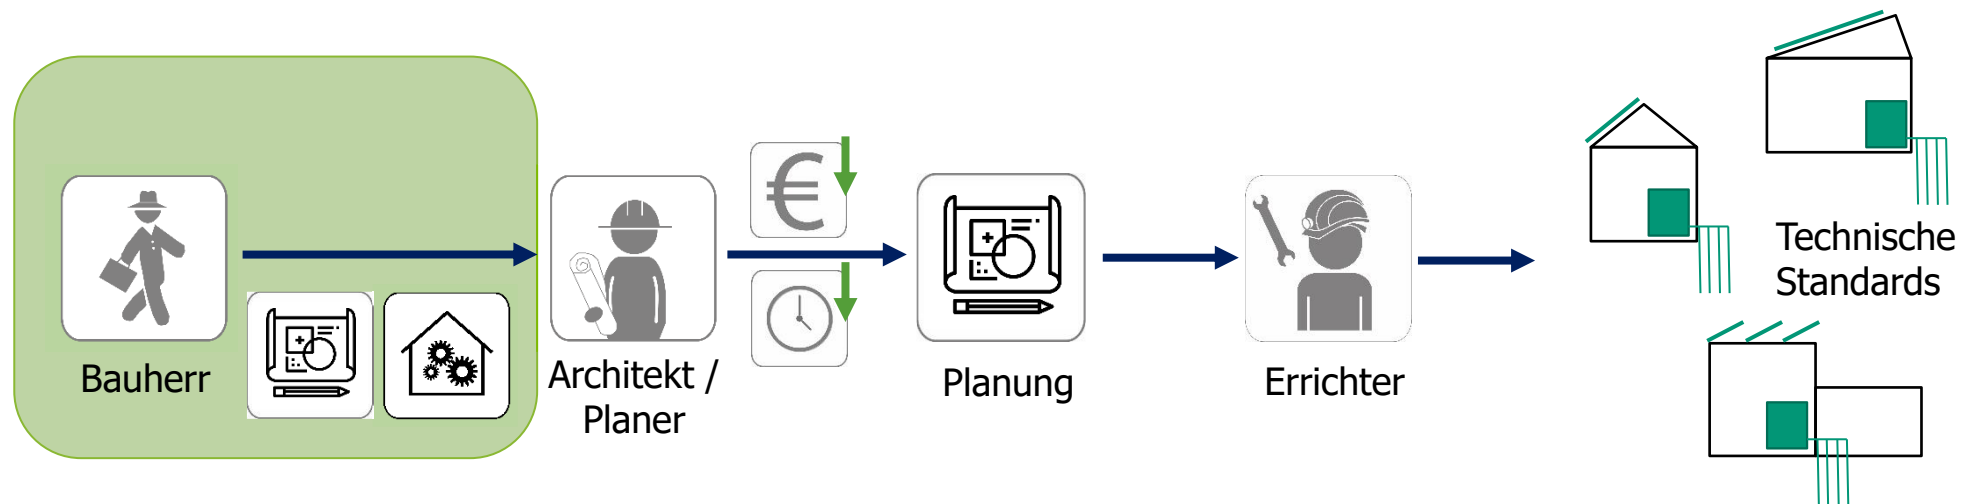 Bauherr
Architekt /
Planer
€
Planung
Errichter
Technische
Standards